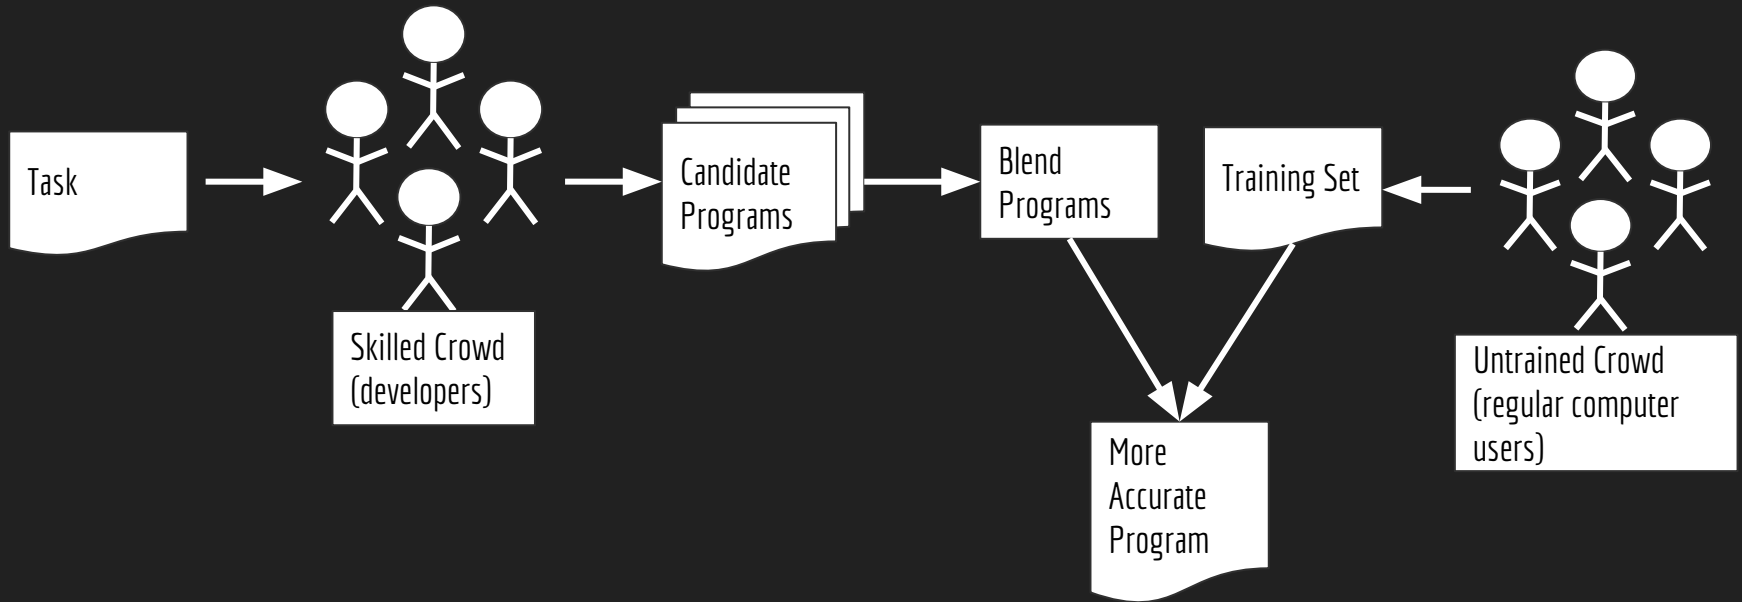 Task
Skilled Crowd
(developers)
Candidate
Programs
Blend
Programs
Training Set
Untrained Crowd
(regular computer
users)
More
Accurate
Program